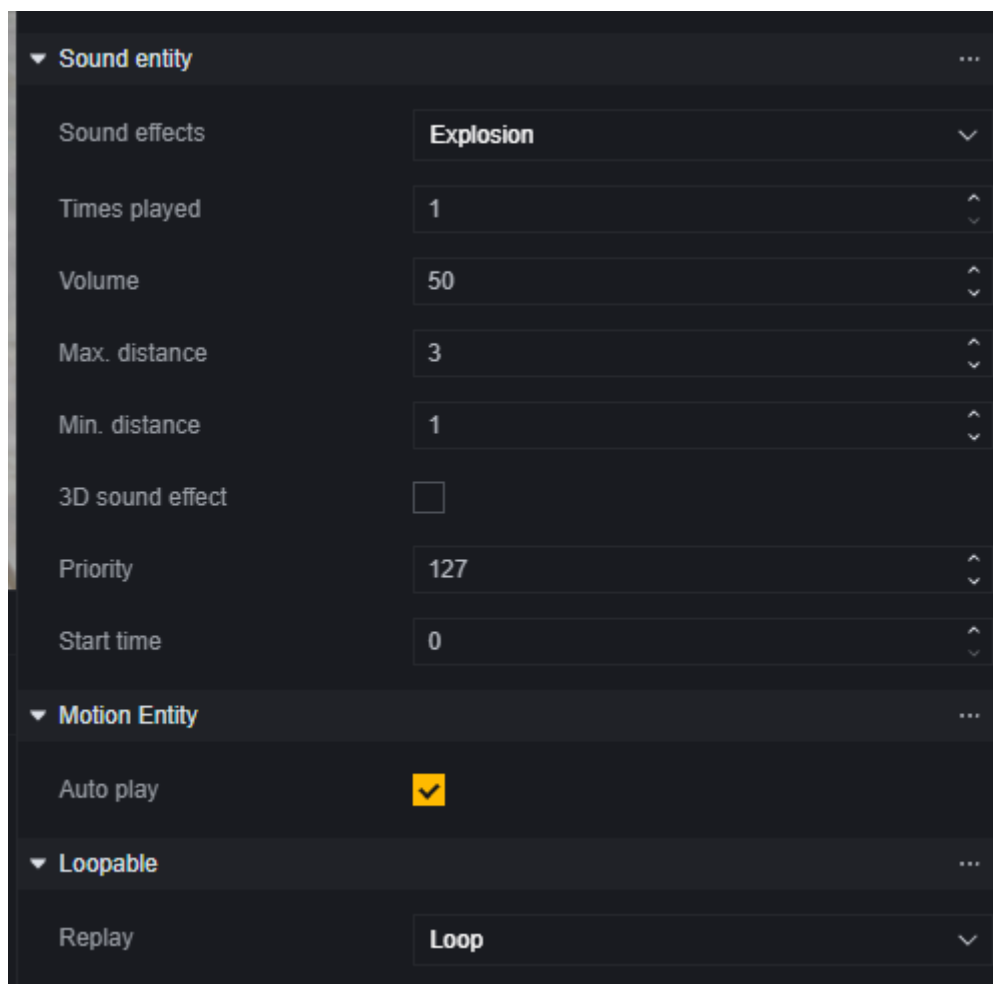 Sound entity
Sound effects Explosion
Times played 1
Volume 50
Max. distance 3
Min. distance 1
3D sound effect
Priority 127
Start time 0
Motion Entity
Auto play
Loopable
Replay Loop